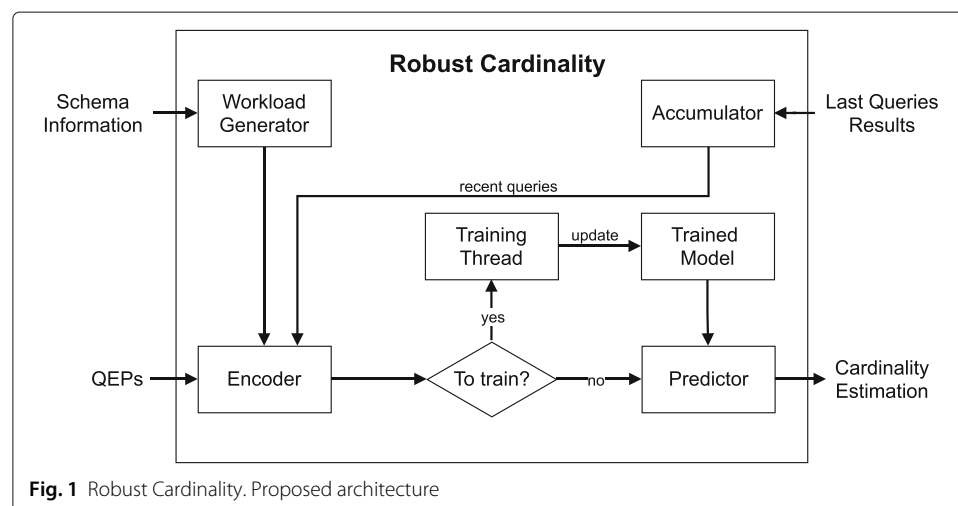 Robust Cardinality
Schema
Information
Workload
Generator
Accumulator
Last Queries
Results
recent queries
Training
Thread
update
Trained
Model
yes
QEPs
Encoder
To train?
no
Predictor
Cardinality
Estimation
Fig. 1 Robust Cardinality. Proposed architecture